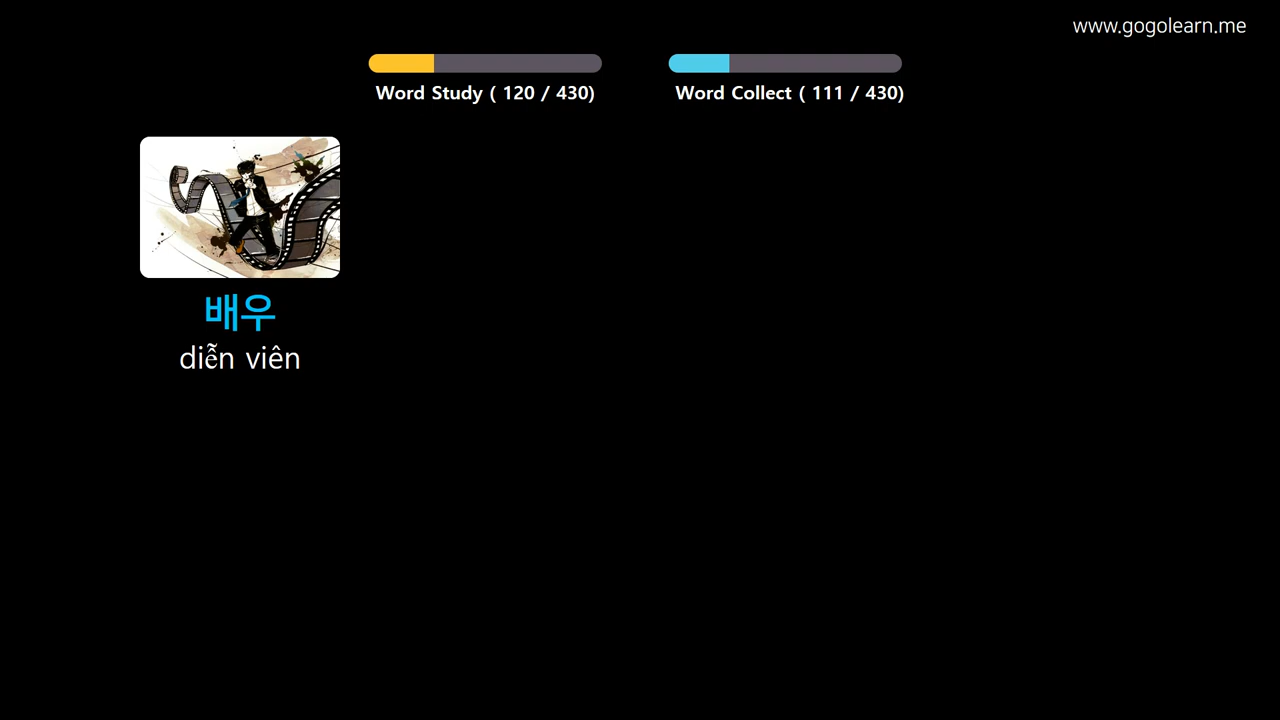 www.gogolearn.me
Word Study ( 120 / 430)
Word Collect ( 111 / 430)
배우
diễn viên